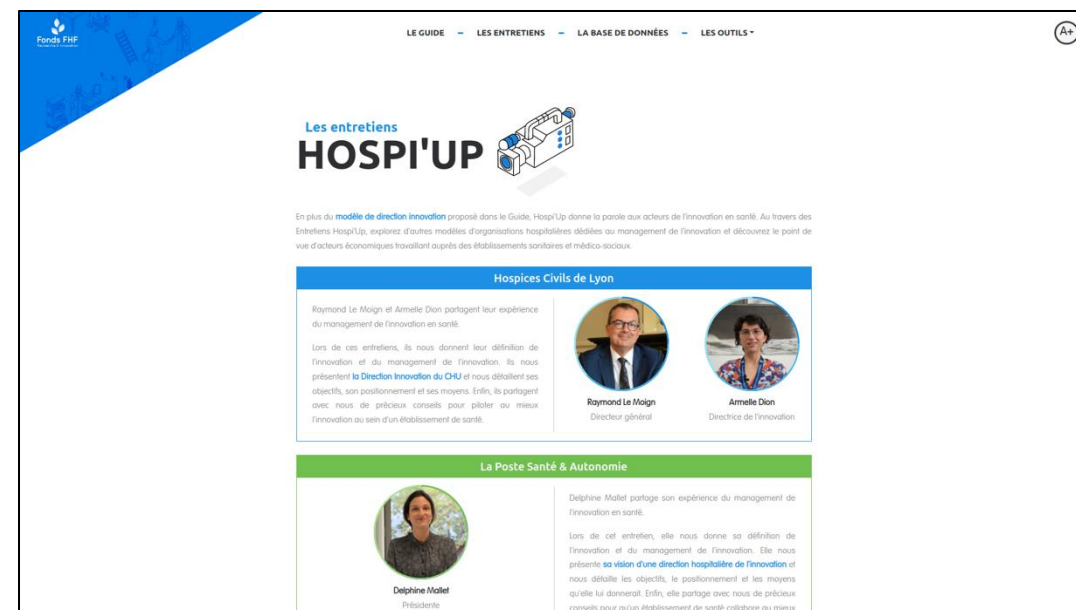 Fonds FHF
LE GUIDE – LES ENTRETIENS – LA BASE DE DONNÉES – LES OUTILS
A+
Les entretiens
HOSPI'UP
En plus du modèle de direction innovation proposé dans le Guide, Hospi'Up donne la parole aux acteurs de l'innovation en santé. Au travers des
Entretiens Hospi'Up, explorez d'autres modèles d'organisations hospitalières dédiées au management de l'innovation et découvrez le point de
vue d'acteurs économiques travaillant auprès des établissements sanitaires et médico-sociaux.
Hospices Civils de Lyon
Raymond Le Moign et Armelle Dion partagent leur expérience
du management de l'innovation en santé.
Lors de ces entretiens, ils nous donnent leur définition de
l'innovation et du management de l'innovation. Ils nous
présentent la Direction Innovation du CHU et nous détaillent ses
objectifs, son positionnement et ses moyens. Enfin, ils partagent
avec nous de précieux conseils pour piloter au mieux
l'innovation au sein d'un établissement de santé.
Raymond Le Moign
Directeur général
Armelle Dion
Directrice de l'innovation
La Poste Santé & Autonomie
Delphine Mallet
Présidente
Delphine Mallet partage son expérience du management de
l'innovation en santé.
Lors de cet entretien, elle nous donne sa définition de
l'innovation et du management de l'innovation. Elle nous
présente sa vision d'une direction hospitalière de l'innovation et
nous détaille les objectifs, le positionnement et les moyens
qu'elle lui donnerait. Enfin, elle partage avec nous de précieux
conseils pour qu'un établissement de santé collabore au mieux